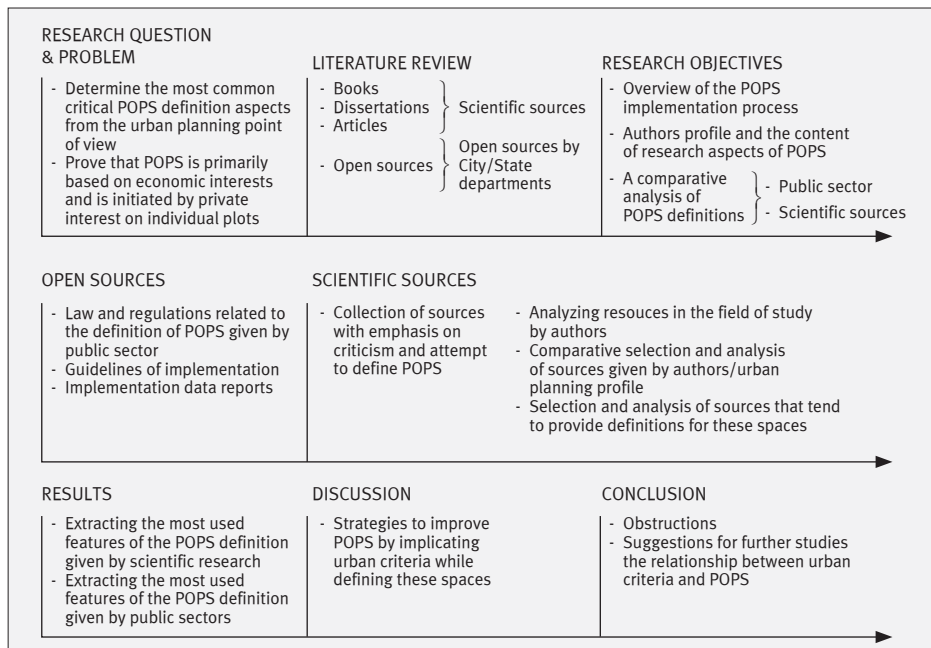 RESEARCH QUESTION
& PROBLEM
- Determine the most common
critical POPS definition aspects
from the urban planning point
of view
- Prove that POPS is primarily
based on economic interests
and is initiated by private
interest on individual plots
LITERATURE REVIEW
- Books
- Dissertations
- Articles
Scientific sources
- Open sources
Open sources by
City/State
departments
RESEARCH OBJECTIVES
- Overview of the POPS
implementation process
- Authors profile and the content
of research aspects of POPS
- A comparative
analysis of
POPS definitions
- Public sector
- Scientific sources
OPEN SOURCES
- Law and regulations related to
the definition of POPS given by
public sector
- Guidelines of implementation
- Implementation data reports
SCIENTIFIC SOURCES
- Collection of sources
with emphasis on
criticism and attempt
to define POPS
- Analyzing resouces in the field of study
by authors
- Comparative selection and analysis
of sources given by authors/urban
planning profile
- Selection and analysis of sources that tend
to provide definitions for these spaces
RESULTS
- Extracting the most used
features of the POPS definition
given by scientific research
- Extracting the most used
features of the POPS definition
given by public sectors
DISCUSSION
- Strategies to improve
POPS by implicating
urban criteria while
defining these spaces
CONCLUSION
- Obstructions
- Suggestions for further studies
the relationship between urban
criteria and POPS